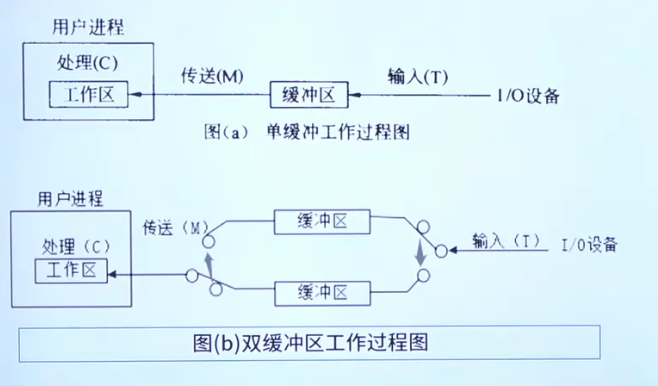 用户进程
处理(C)
工作区
传送(M)
缓冲区
输入(T)
I/O设备
图(a) 单缓冲工作过程图
用户进程
处理（C）
工作区
传送（M）
缓冲区
缓冲区
输入（T）
I/O设备
图(b)双缓冲区工作过程图